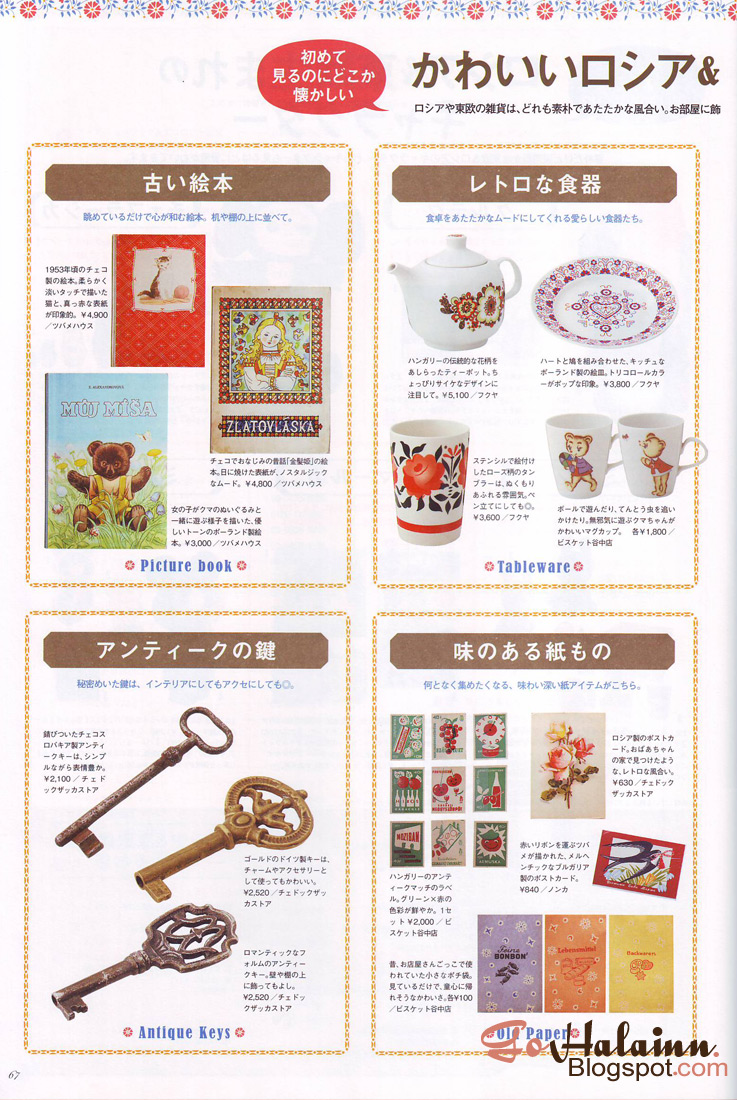 初めて
見るのにどこか
懐かしい
かわいいロシア&
ロシアや東欧の雑貨は、どれも素朴であたたかな風合い。お部屋に飾
古い絵本
眺めているだけで心が和む絵本。机や棚の上に並べて。
1953年頃のチェコ
製の絵本。柔らかく
淡いタッチで描いた
猫と、真っ赤な表紙
が印象的。￥4,900
／ツバメハウス
MŮJ MÍŠA
ZLATOVLÁSKA
チェコでおなじみの昔話「金髪姫」の絵
本。日に焼けた表紙が、ノスタルジック
なムード。￥4,800／ツバメハウス
女の子がクマのぬいぐるみと
一緒に遊ぶ様子を描いた、優
しいトーンのポーランド製絵
本。￥3,000／ツバメハウス
Picture book
レトロな食器
食卓をあたたかなムードにしてくれる愛らしい食器たち。
ハンガリーの伝統的な花柄を
あしらったティーポット。ち
ょっぴりサイケなデザインに
注目して。￥5,100／フクヤ
ハートと鳩を組み合わせた、キッチュな
ポーランド製の絵皿。トリコロールカラ
ーがポップな印象。￥3,800／フクヤ
ステンシルで絵付け
したローズ柄のタン
ブラーは、ぬくもり
あふれる雰囲気。ペ
ン立てにしても◎。
￥3,600／フクヤ
ボールで遊んだり、てんとう虫を追い
かけたり。無邪気に遊ぶクマちゃんが
かわいいマグカップ。各￥1,800／
ビスケット谷中店
Tableware
アンティークの鍵
秘密めいた鍵は、インテリアにしてもアクセにしても◎。
錆びついたチェコス
ロバキア製アンティ
ークキーは、シンプ
ルながら表情豊か。
￥2,100／チェド
ックザッカストア
ゴールドのドイツ製キーは、
チャームやアクセサリーと
して使ってもかわいい。
￥2,520／チェドックザッ
カストア
ロマンティックなフ
ォルムのアンティー
クキー。壁や棚の上
に飾ってもよし。
￥2,520／チェドッ
クザッカストア
Antique Keys
味のある紙もの
何となく集めたくなる、味わい深い紙アイテムがこちら。
ロシア製のポストカ
ード。おばあちゃん
の家で見つけたよう
な、レトロな風合い。
￥630／チェドック
ザッカストア
赤いリボンを運ぶツバ
メが描かれた、メルヘ
ンチックなブルガリア
製のポストカード。
￥840／ノンカ
ハンガリーのアンテ
ィークマッチのラベ
ル。グリーン×赤の
色彩が鮮やか。1セ
ット￥2,000／ビ
スケット谷中店
Feine
BONBON'
Lebensmittel
Backwaren
昔、お店屋さんごっこで使
われていた小さなポチ袋。
見ているだけで、童心に帰
れそうなかわいさ。各￥100
／ビスケット谷中店
Old Paper
Go Halainn.
Blogspot.com
67